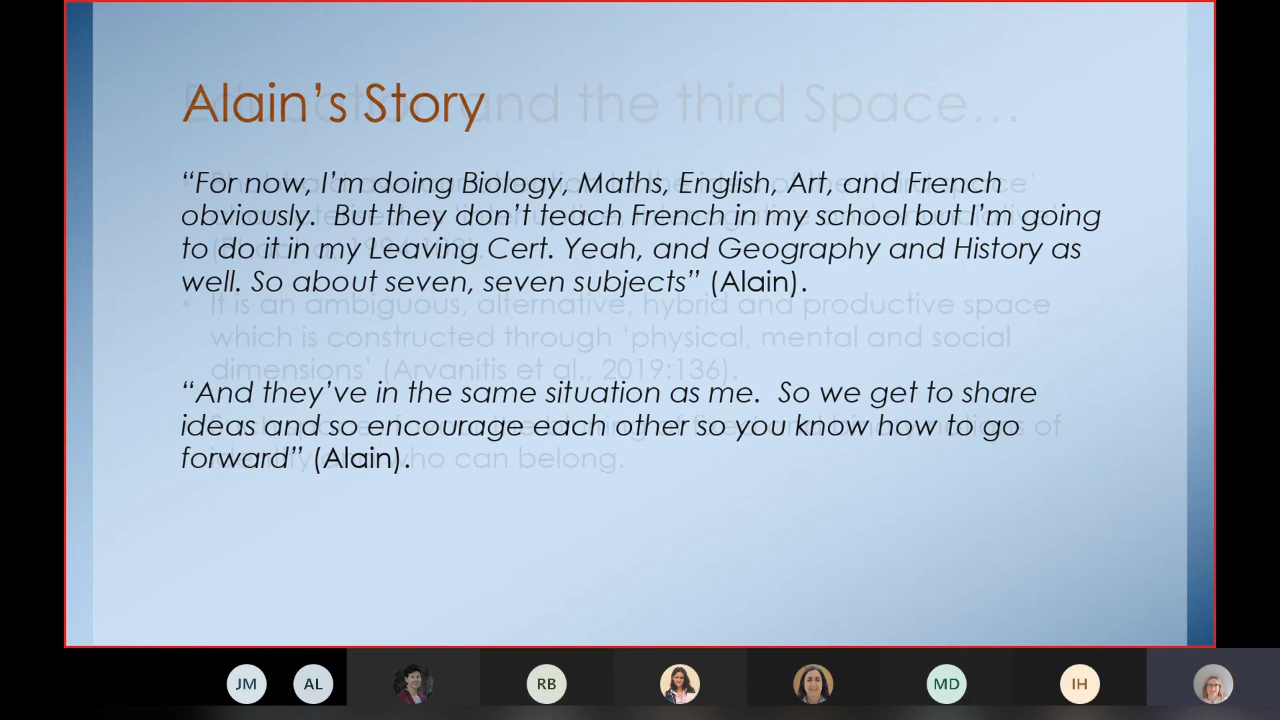 Alain's Story
and the third Space…
“For now, I'm doing Biology, Maths, English, Art, and French
obviously.  But they don't teach French in my school but I'm going
to do it in my Leaving Cert. Yeah, and Geography and History as
well. So about seven, seven subjects” (Alain).
It is an ambiguous, alternative, hybrid and productive space
which is constructed through ‘physical, mental and social
dimensions’ (Arvanitis et al., 2019:136).
“And they've in the same situation as me.  So we get to share
ideas and so encourage each other so you know how to go
forward” (Alain).
who can belong.
JM AL RB MD IH